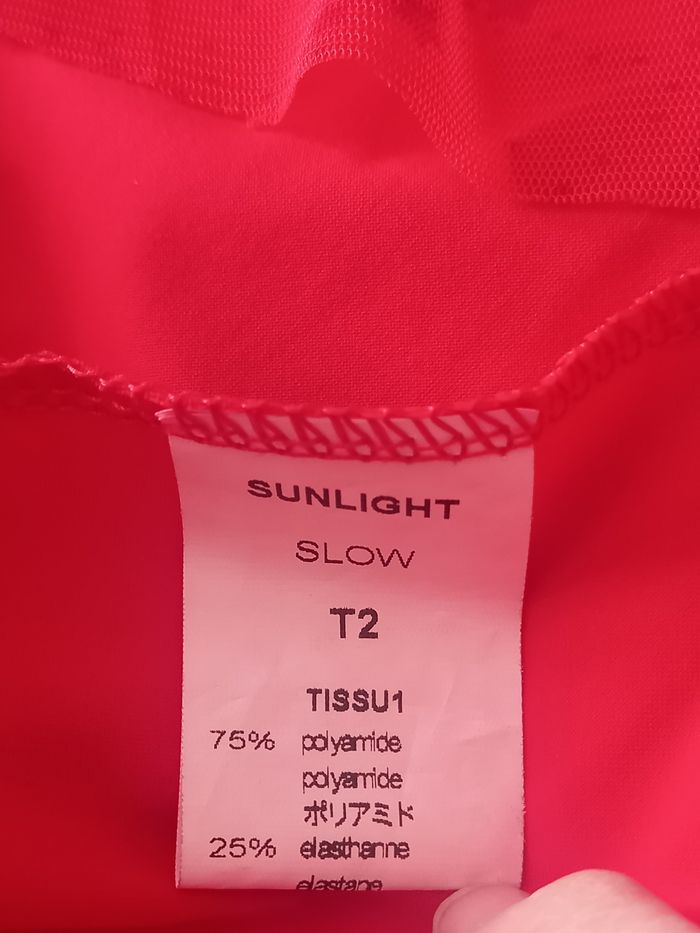 SUNLIGHT
SLOW
T2
TISSU1
75% polyamide
polyamide
ポリアミド
25% elasthanne
elastane